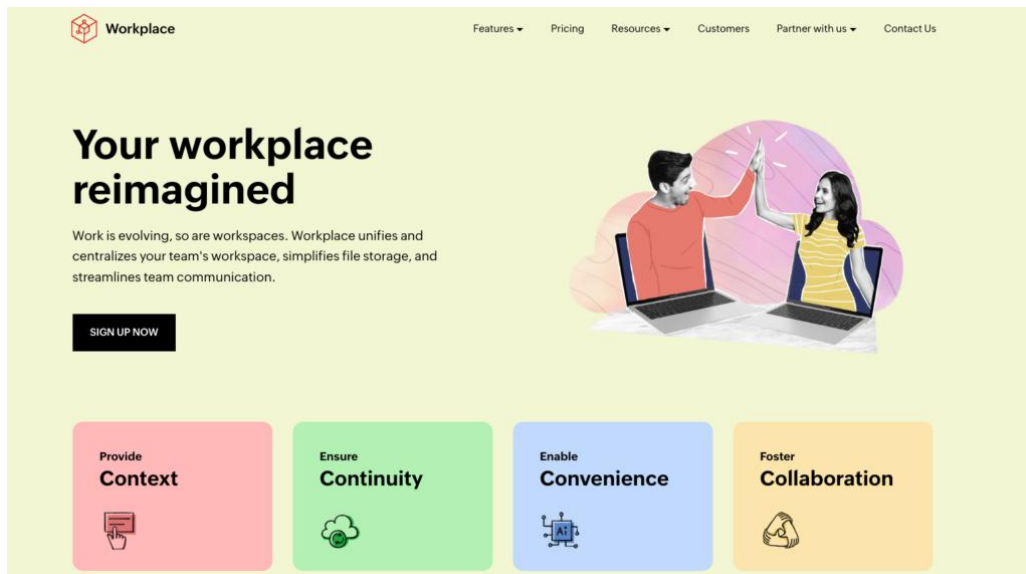 Workplace
Features
Pricing
Resources
Customers
Partner with us
Contact Us
Your workplace
reimagined
Work is evolving, so are workspaces. Workplace unifies and
centralizes your team's workspace, simplifies file storage, and
streamlines team communication.
SIGN UP NOW
Provide
Context
Ensure
Continuity
Enable
Convenience
Ai
Foster
Collaboration